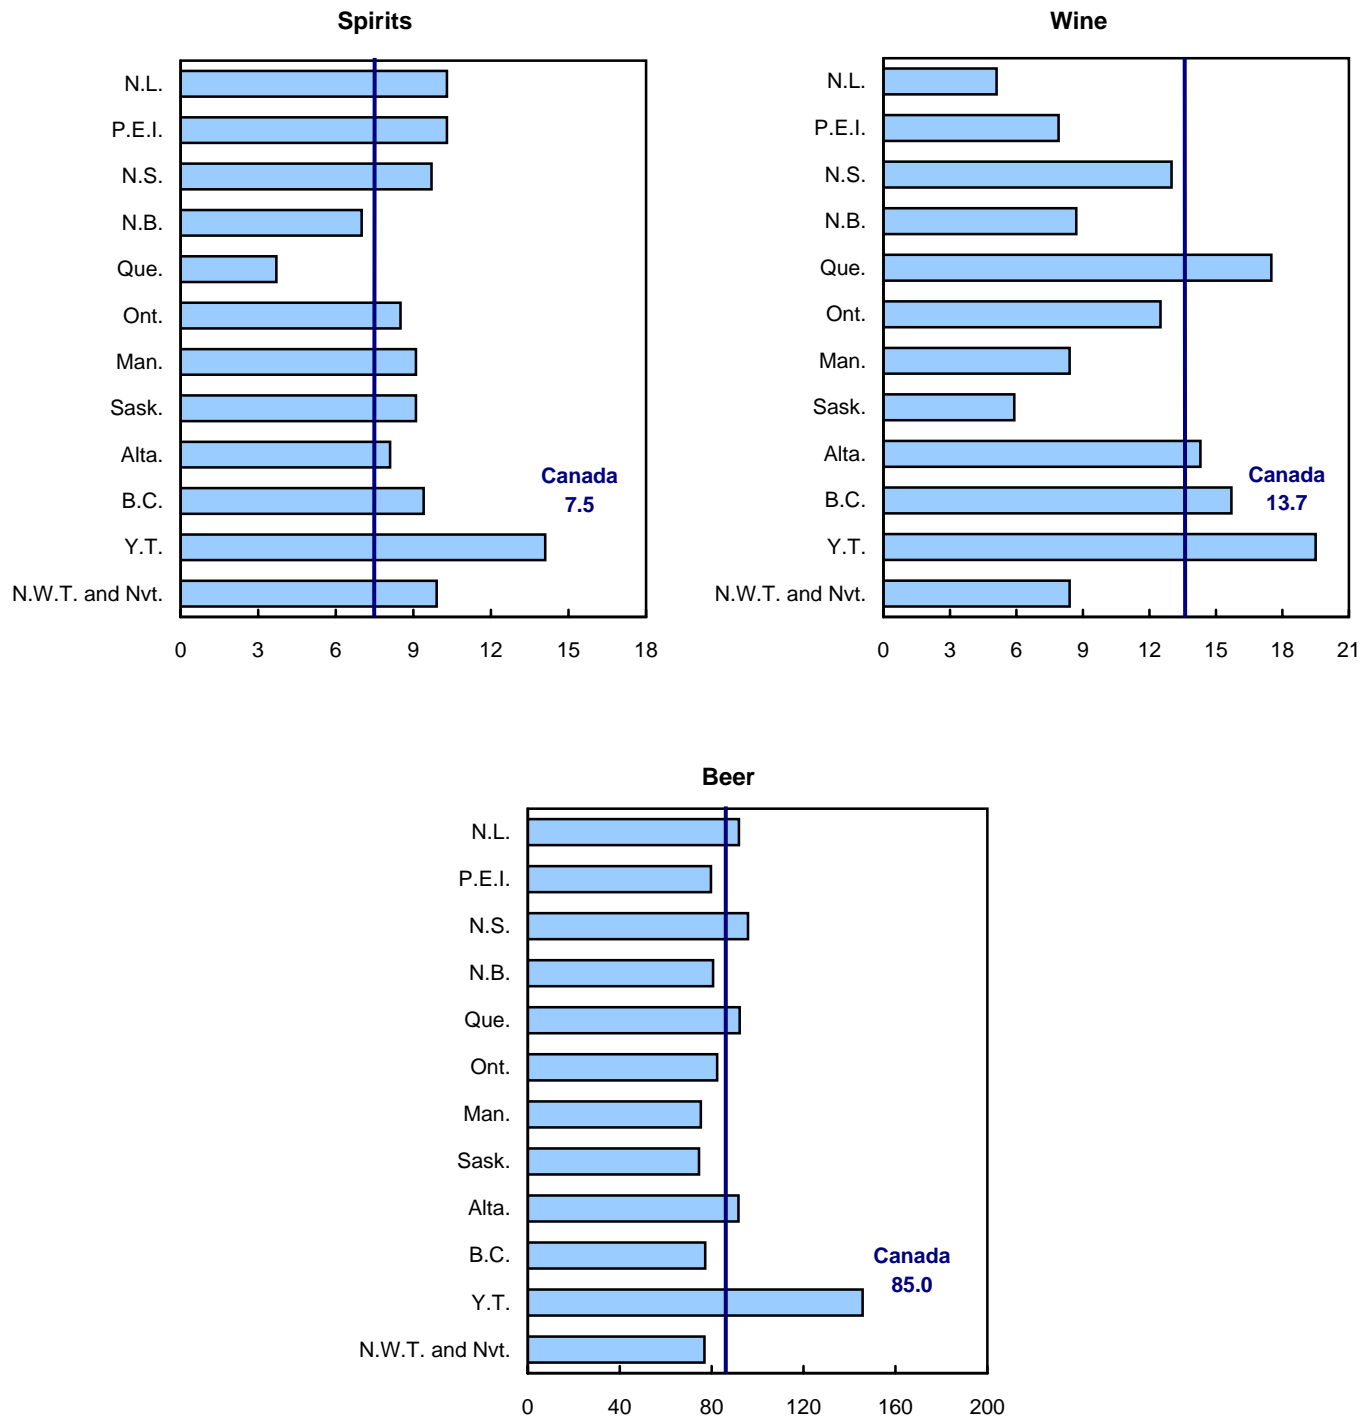 Spirits
N.L.
P.E.I.
N.S.
N.B.
Que.
Ont.
Man.
Sask.
Alta.
B.C.
Y.T.
N.W.T. and Nvt.
Canada
7.5
0 3 6 9 12 15 18
Wine
N.L.
P.E.I.
N.S.
N.B.
Que.
Ont.
Man.
Sask.
Alta.
B.C.
Y.T.
N.W.T. and Nvt.
Canada
13.7
0 3 6 9 12 15 18 21
Beer
N.L.
P.E.I.
N.S.
N.B.
Que.
Ont.
Man.
Sask.
Alta.
B.C.
Y.T.
N.W.T. and Nvt.
Canada
85.0
0 40 80 120 160 200